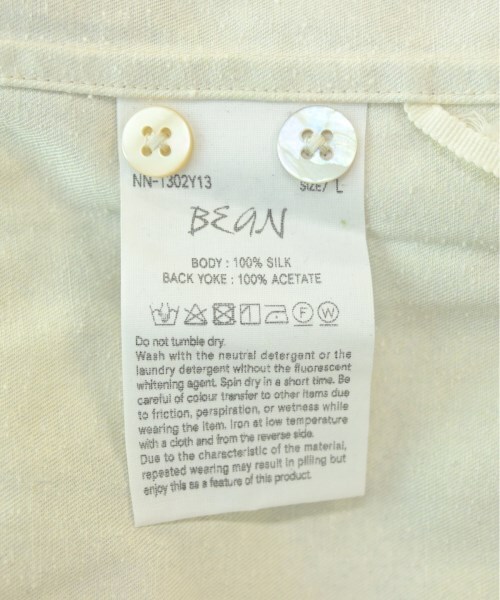 NN-1302Y13 SIZE/ L
BEAN
BODY : 100% SILK
BACK YOKE : 100% ACETATE
F W
Do not tumble dry.
Wash with the neutral detergent or the
laundry detergent without the fluorescent
whitening agent. Spin dry in a short time. Be
careful of colour transfer to other items due
to friction, perspiration, or wetness while
wearing the item. Iron at low temperature
with a cloth and from the reverse side.
Due to the characteristic of the material,
repeated wearing may result in pilling but
enjoy this as a feature of this product.